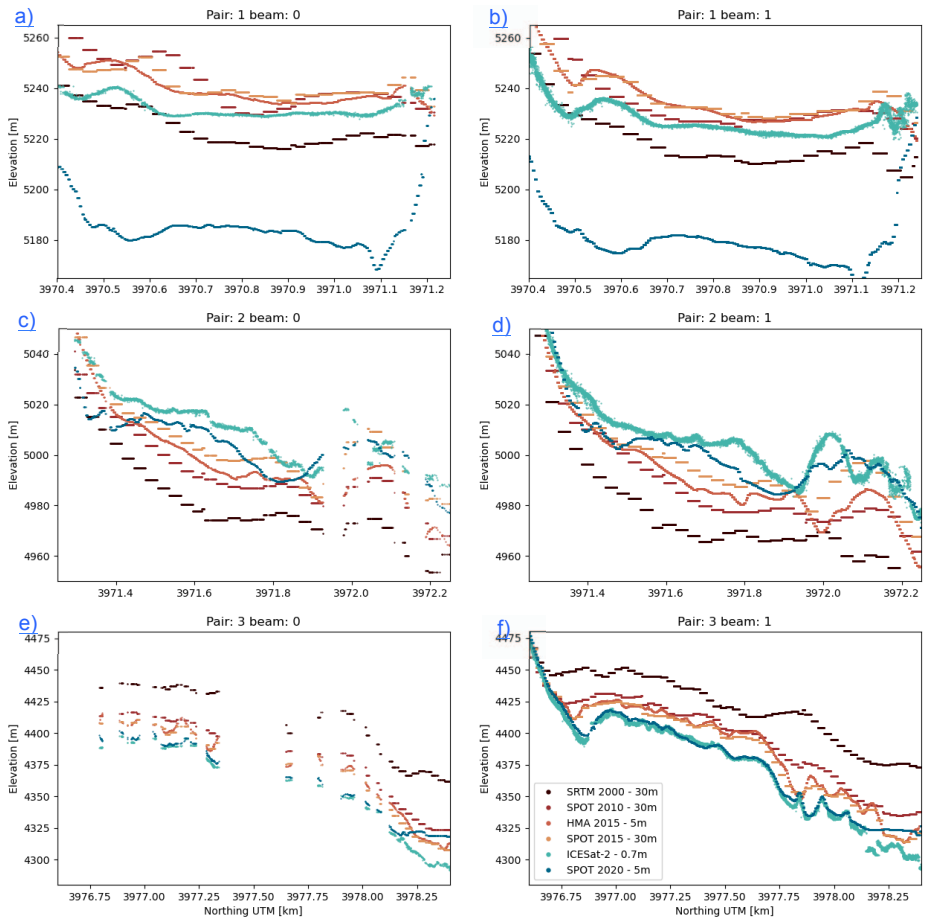 a)
Pair: 1 beam: 0
5260
5240
5220
5200
5180
Elevation [m]
3970.4 3970.5 3970.6 3970.7 3970.8 3970.9 3971.0 3971.1 3971.2
b)
Pair: 1 beam: 1
5260
5240
5220
5200
5180
Elevation [m]
3970.4 3970.5 3970.6 3970.7 3970.8 3970.9 3971.0 3971.1 3971.2
c)
Pair: 2 beam: 0
5040
5020
5000
4980
4960
Elevation [m]
3971.4 3971.6 3971.8 3972.0 3972.2
d)
Pair: 2 beam: 1
5040
5020
5000
4980
4960
Elevation [m]
3971.4 3971.6 3971.8 3972.0 3972.2
e)
Pair: 3 beam: 0
4475
4450
4425
4400
4375
4350
4325
4300
Elevation [m]
3976.75 3977.00 3977.25 3977.50 3977.75 3978.00 3978.25
Northing UTM [km]
f)
Pair: 3 beam: 1
4475
4450
4425
4400
4375
4350
4325
4300
Elevation [m]
SRTM 2000 - 30m
SPOT 2010 - 30m
HMA 2015 - 5m
SPOT 2015 - 30m
ICESat-2 - 0.7m
SPOT 2020 - 5m
3976.75 3977.00 3977.25 3977.50 3977.75 3978.00 3978.25
Northing UTM [km]